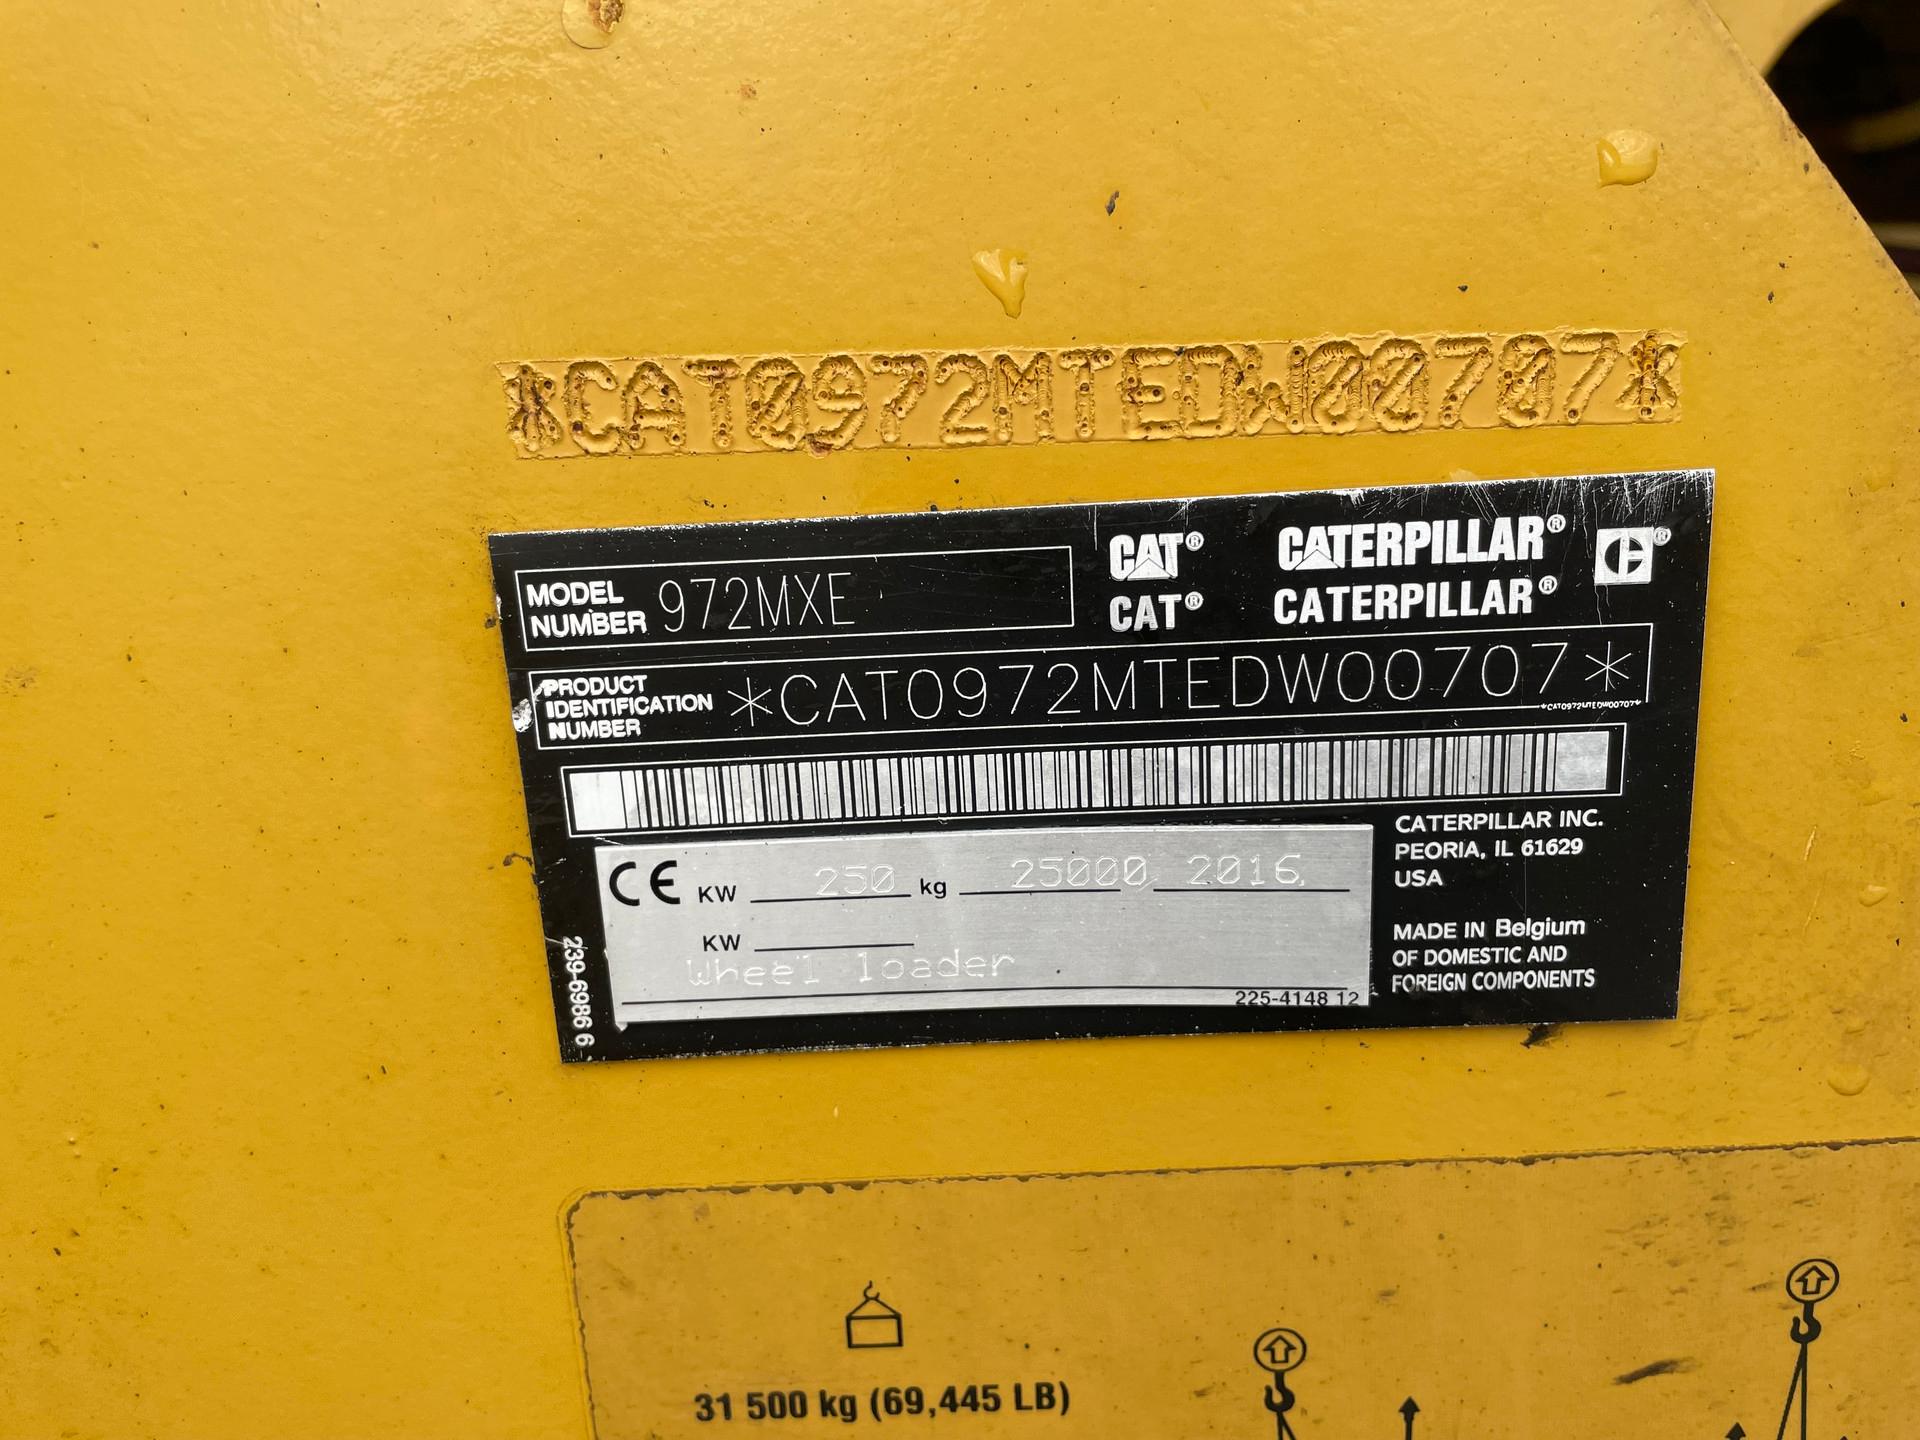 *CAT0972MTEDW00707*
MODEL NUMBER 972MXE
CAT® CATERPILLAR® C®
CAT® CATERPILLAR®
PRODUCT IDENTIFICATION NUMBER *CAT0972MTEDW00707*
*CAT0972MTEDW00707*
CE KW 250 kg 25000 2016
KW
Wheel loader
225-4148 12
239-6986 6
CATERPILLAR INC.
PEORIA, IL 61629
USA
MADE IN Belgium
OF DOMESTIC AND
FOREIGN COMPONENTS
31 500 kg (69,445 LB)